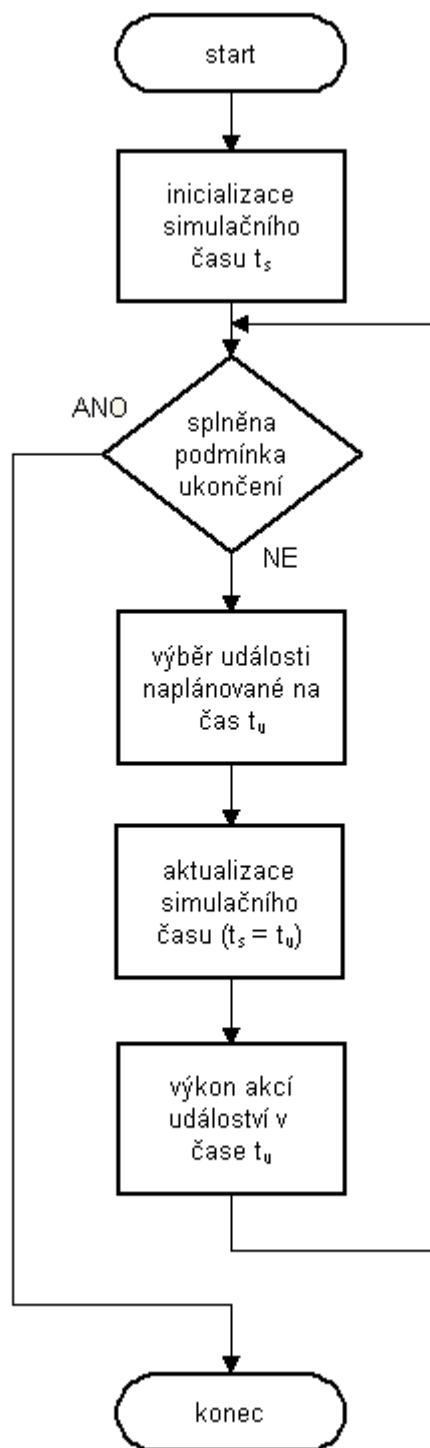 start
inicializace
simulačního
času tₛ
ANO
splněna
podmínka
ukončení
NE
výběr události
naplánované na
čas tᵤ
aktualizace
simulačního
času (tₛ = tᵤ)
výkon akcí
událoství v
čase tᵤ
konec